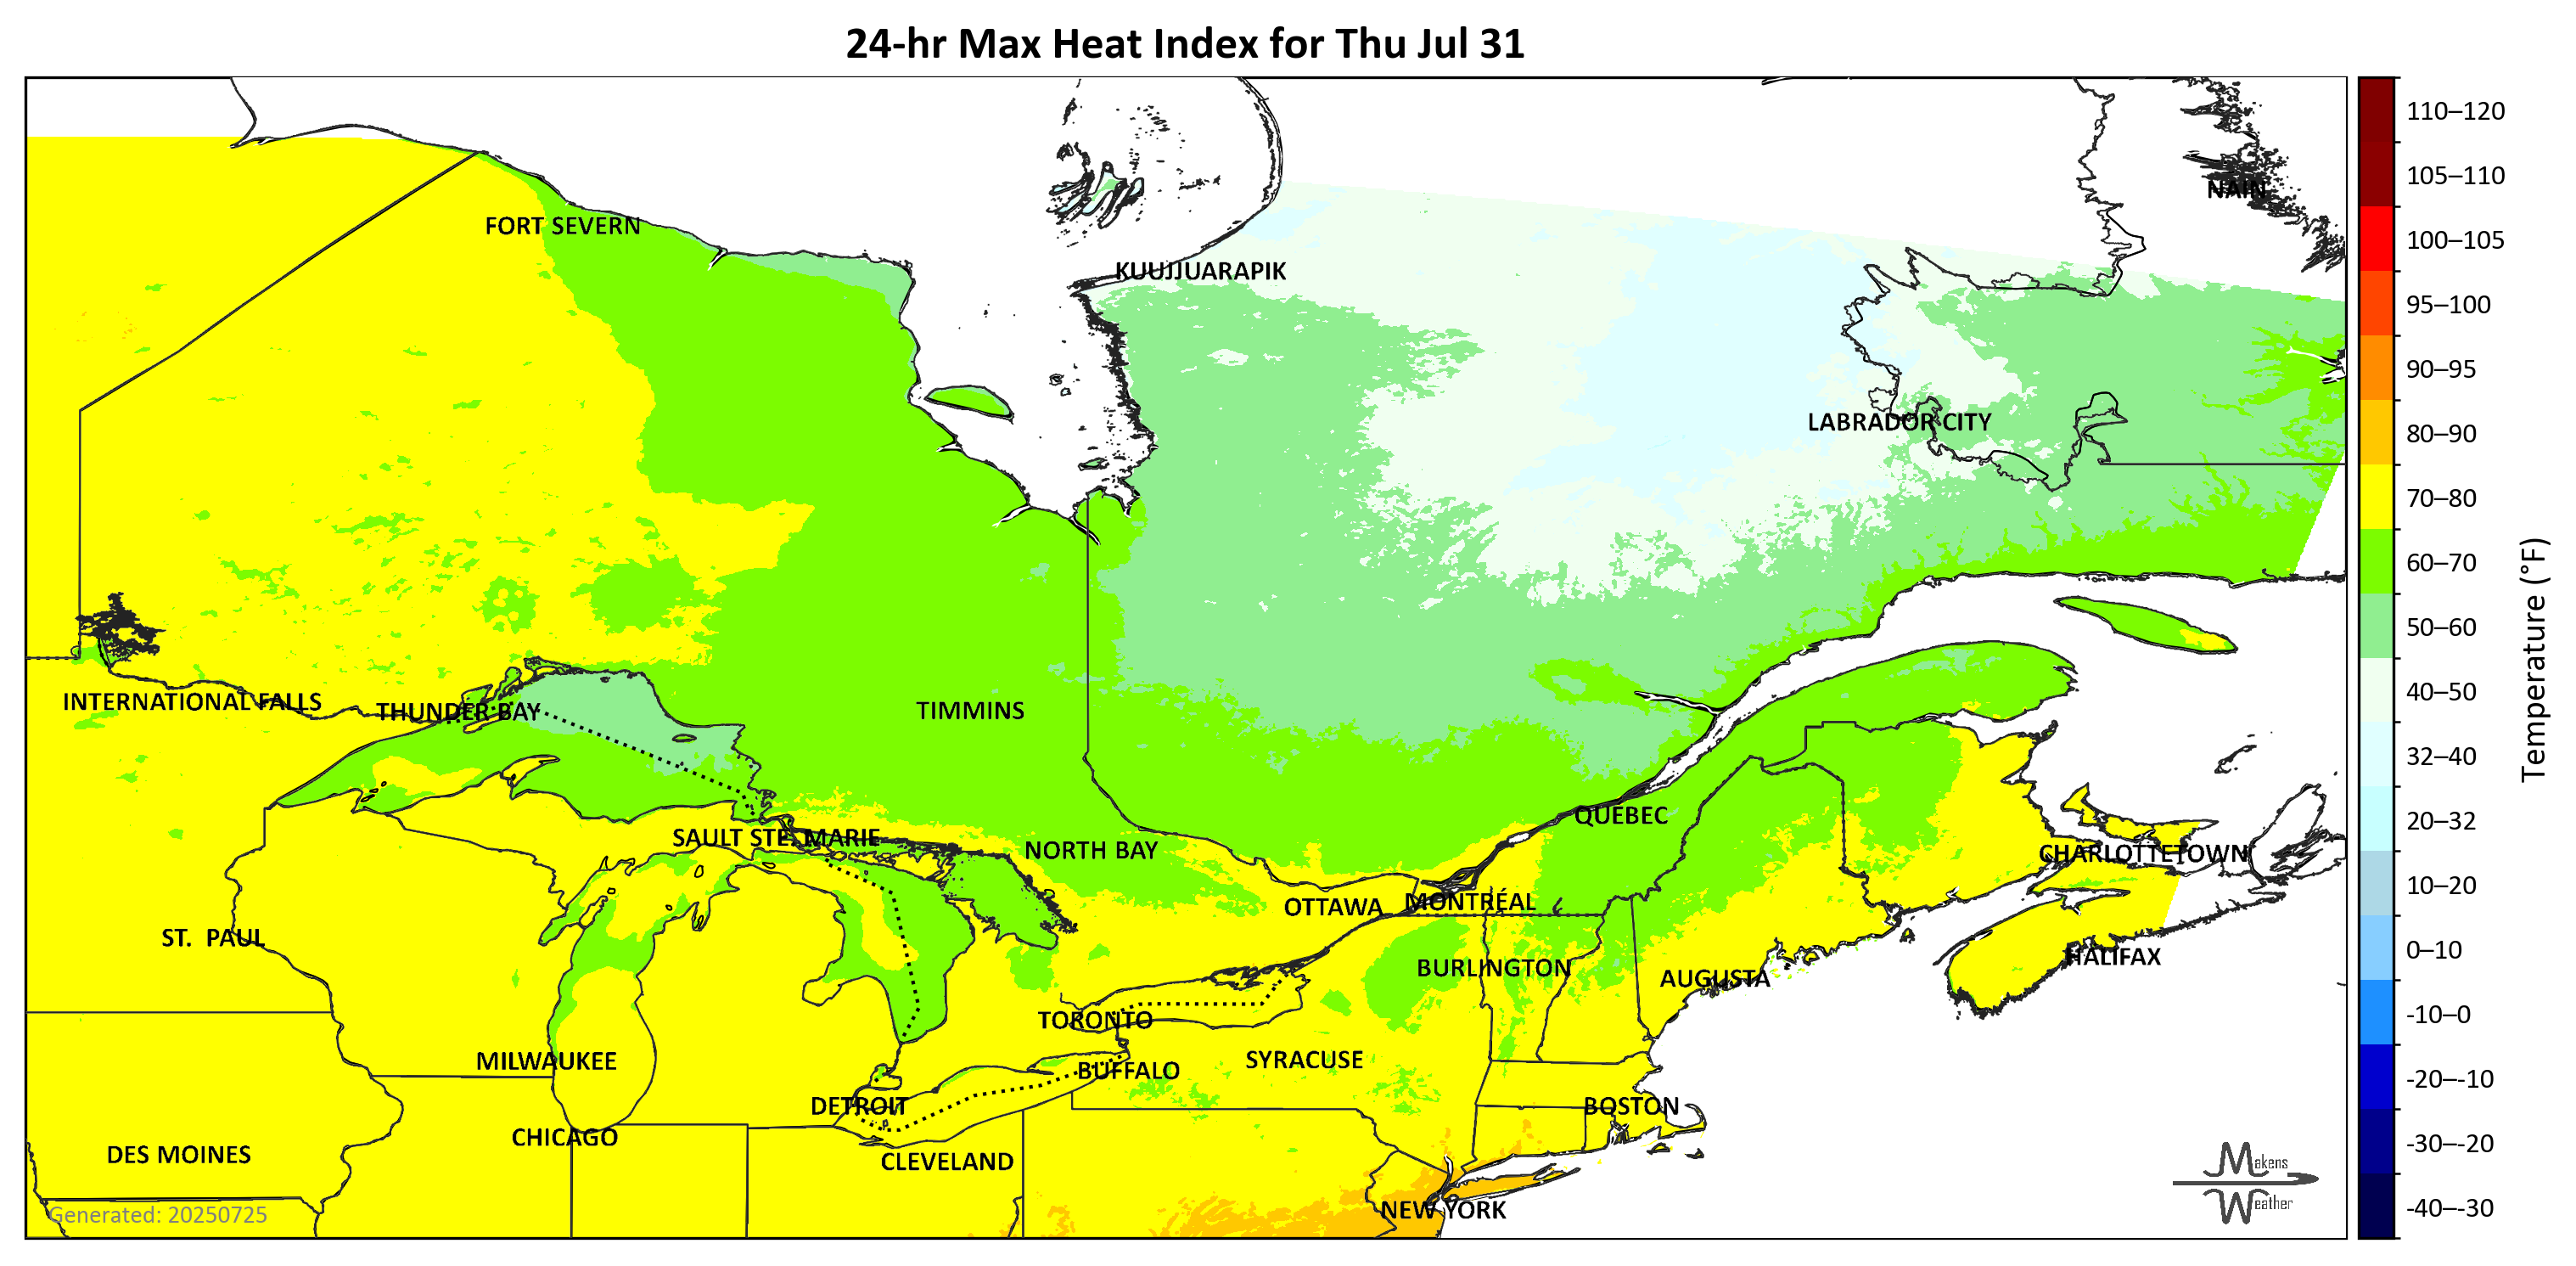 24-hr Max Heat Index for Thu Jul 31
NAIN
FORT SEVERN
KUUJJUARAPIK
LABRADOR CITY
INTERNATIONAL FALLS
THUNDER BAY
TIMMINS
QUEBEC
SAULT STE. MARIE
NORTH BAY
CHARLOTTETOWN
OTTAWA
MONTRÉAL
ST. PAUL
HALIFAX
BURLINGTON
AUGUSTA
TORONTO
MILWAUKEE
SYRACUSE
BUFFALO
DETROIT
BOSTON
CHICAGO
DES MOINES
CLEVELAND
NEW YORK
Generated: 20250725
Makens
Weather
110–120
105–110
100–105
95–100
90–95
80–90
70–80
60–70
50–60
40–50
32–40
20–32
10–20
0–10
-10–0
-20–-10
-30–-20
-40–-30
Temperature (°F)